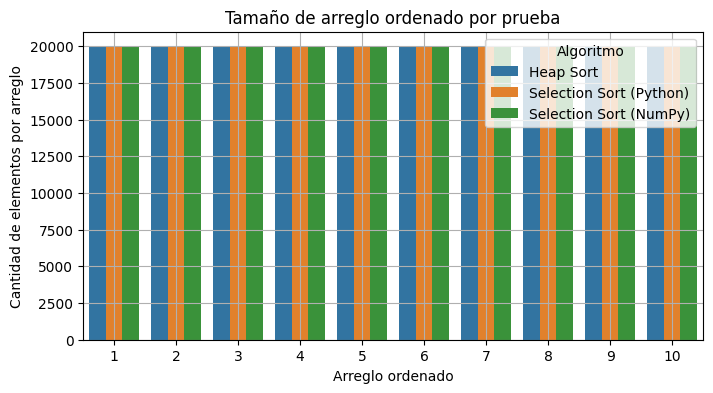 Tamaño de arreglo ordenado por prueba
Cantidad de elementos por arreglo
20000
17500
15000
12500
10000
7500
5000
2500
0
Algoritmo
Heap Sort
Selection Sort (Python)
Selection Sort (NumPy)
1 2 3 4 5 6 7 8 9 10
Arreglo ordenado